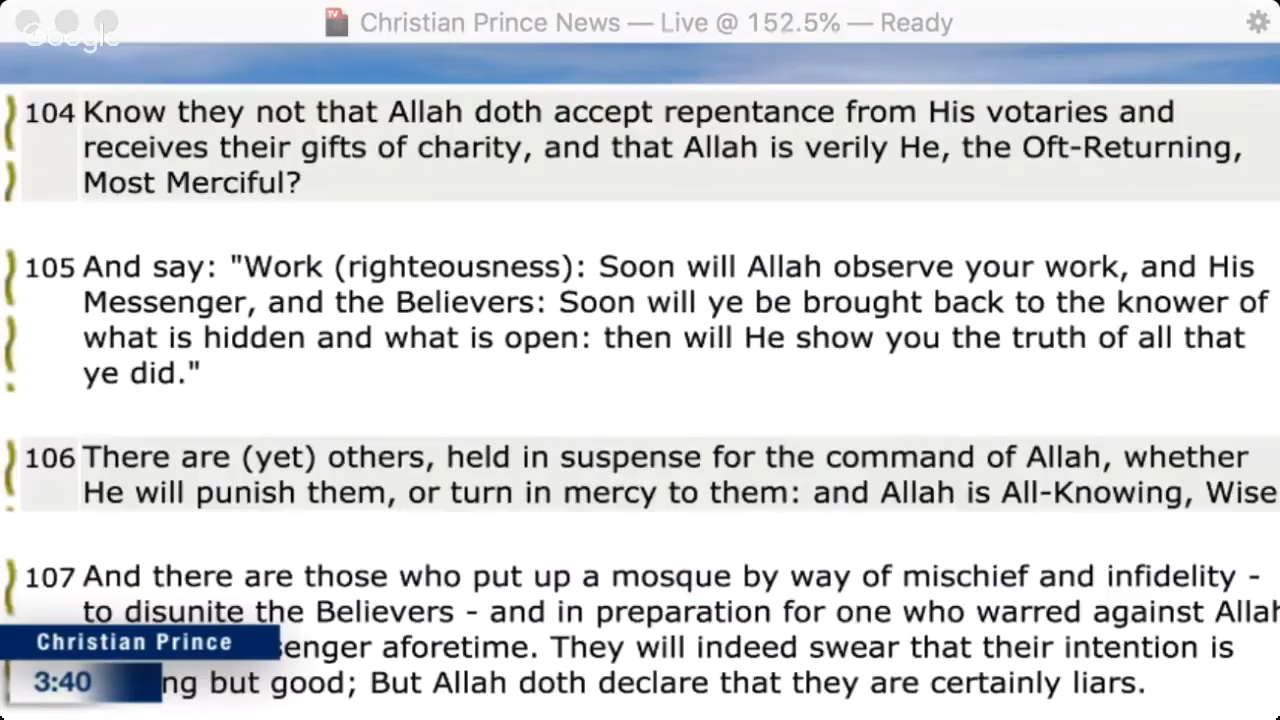 Google
Christian Prince News — Live @ 152.5% — Ready
104 Know they not that Allah doth accept repentance from His votaries and
receives their gifts of charity, and that Allah is verily He, the Oft-Returning,
Most Merciful?
105 And say: "Work (righteousness): Soon will Allah observe your work, and His
Messenger, and the Believers: Soon will ye be brought back to the knower of
what is hidden and what is open: then will He show you the truth of all that
ye did."
106 There are (yet) others, held in suspense for the command of Allah, whether
He will punish them, or turn in mercy to them: and Allah is All-Knowing, Wise
107 And there are those who put up a mosque by way of mischief and infidelity -
to disunite the Believers - and in preparation for one who warred against Allah
Christian Prince
senger aforetime. They will indeed swear that their intention is
3:40
ng but good; But Allah doth declare that they are certainly liars.